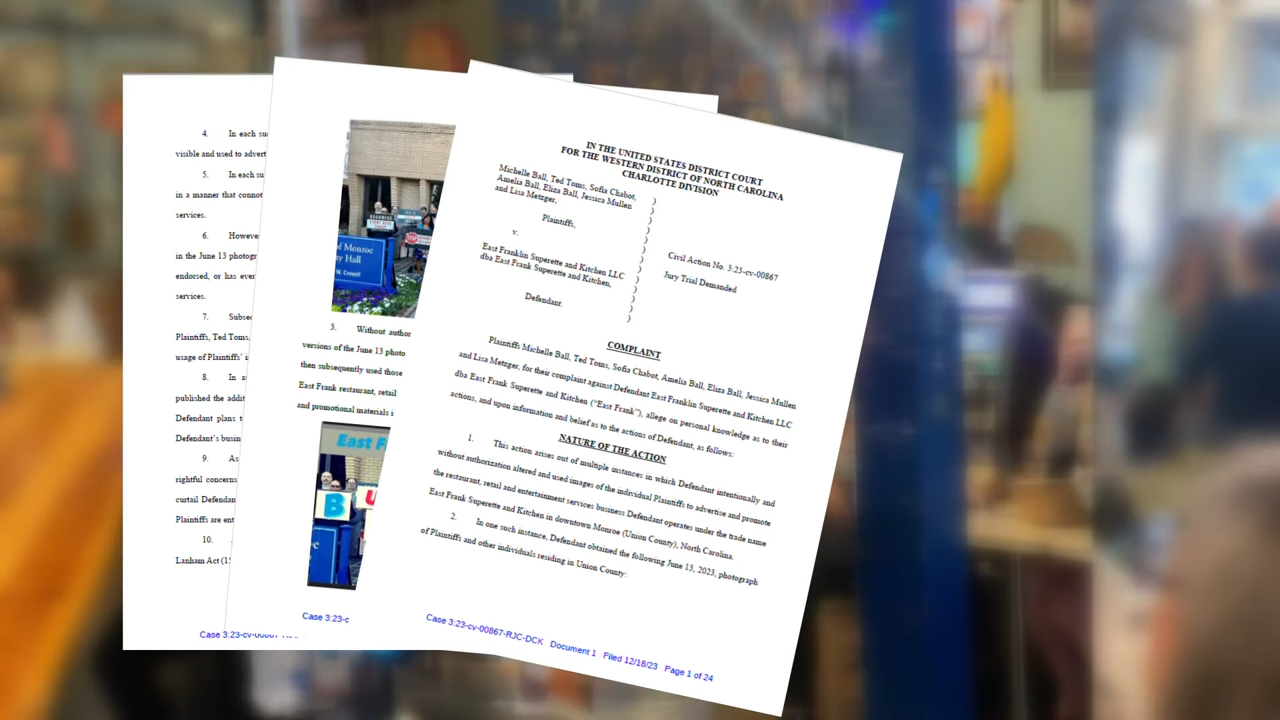 4. In each su
visible and used to advert
5. In each su
in a manner that connot
services.
6. Howeve
in the June 13 photogr
endorsed, or has ever
services.
7. Subse
Plaintiffs, Ted Toms,
usage of Plaintiffs' i
8. In a
published the addit
Defendant plans t
Defendant's busin
9. As
rightful concerns
curtail Defendan
Plaintiffs are ent
10.
Lanham Act (1
Case 3:23-cv-00867
of Monroe
y Hall
W. Crowell
3. Without author
versions of the June 13 photo
then subsequently used those
East Frank restaurant, retail
and promotional materials i
East F
B U
Case 3:23-c
IN THE UNITED STATES DISTRICT COURT
FOR THE WESTERN DISTRICT OF NORTH CAROLINA
CHARLOTTE DIVISION
Michelle Ball, Ted Toms, Sofia Chabot,
Amelia Ball, Eliza Ball, Jessica Mullen
and Lisa Metzger,
Plaintiffs,
v.
East Franklin Superette and Kitchen LLC
dba East Frank Superette and Kitchen,
Defendant.
)
)
)
)
)
)
)
)
)
)
Civil Action No. 3:23-cv-00867
Jury Trial Demanded
COMPLAINT
Plaintiffs Michelle Ball, Ted Toms, Sofia Chabot, Amelia Ball, Eliza Ball, Jessica Mullen
and Lisa Metzger, for their complaint against Defendant East Franklin Superette and Kitchen LLC
dba East Frank Superette and Kitchen ("East Frank"), allege on personal knowledge as to their
actions, and upon information and belief as to the actions of Defendant, as follows:
NATURE OF THE ACTION
1. This action arises out of multiple instances in which Defendant intentionally and
without authorization altered and used images of the individual Plaintiffs to advertise and promote
the restaurant, retail and entertainment services business Defendant operates under the trade name
East Frank Superette and Kitchen in downtown Monroe (Union County), North Carolina.
2. In one such instance, Defendant obtained the following June 13, 2023, photograph
of Plaintiffs and other individuals residing in Union County:
Case 3:23-cv-00867-RJC-DCK Document 1 Filed 12/18/23 Page 1 of 24